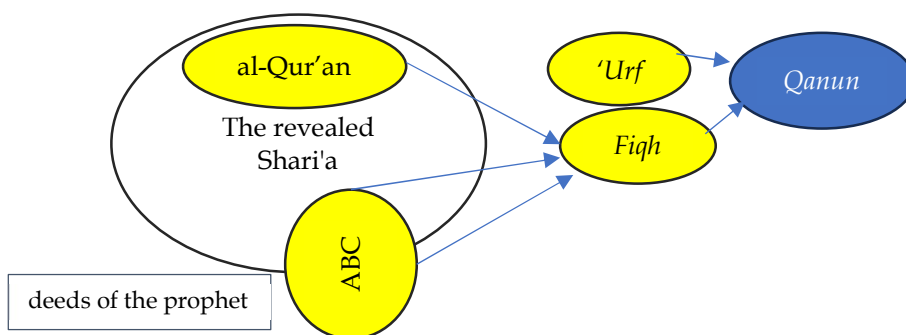 al-Qur’an
The revealed
Shari'a
ABC
deeds of the prophet
‘Urf
Fiqh
Qanun